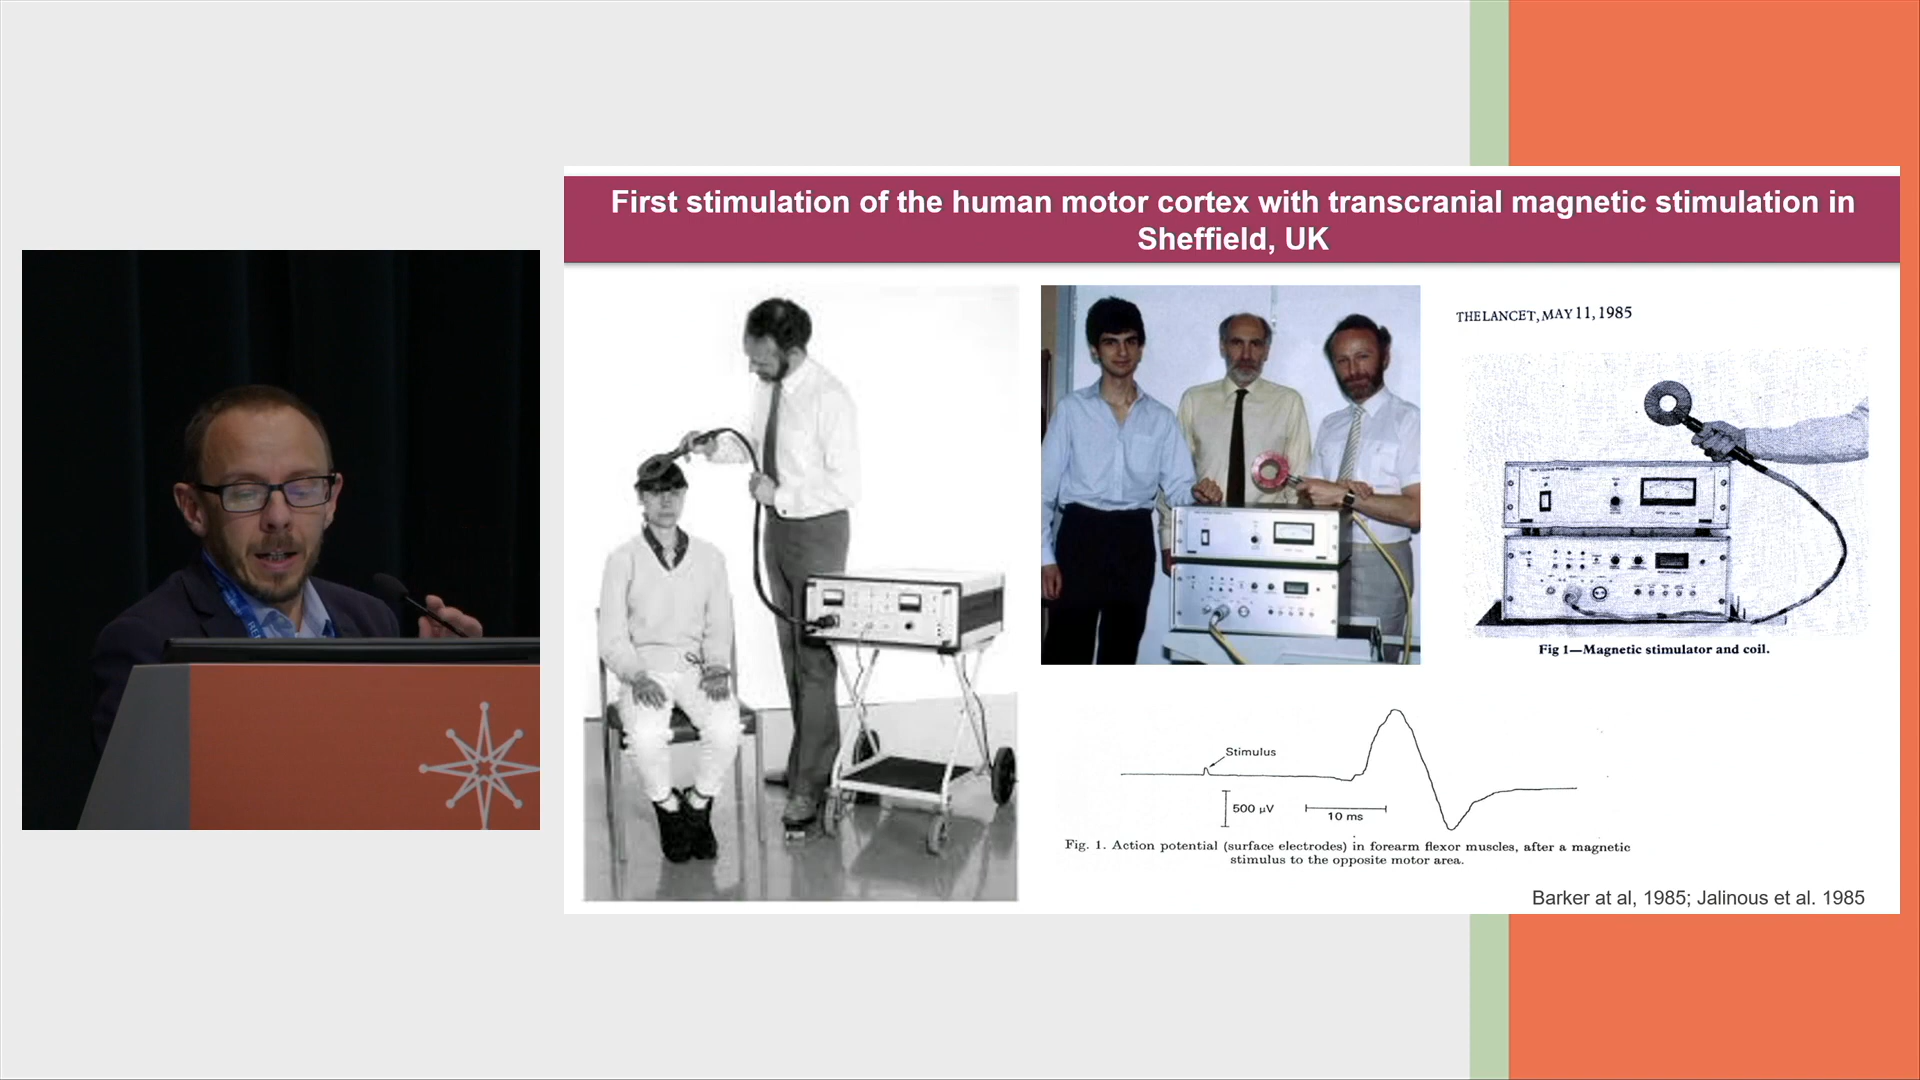 First stimulation of the human motor cortex with transcranial magnetic stimulation in
Sheffield, UK
THE LANCET, MAY 11, 1985
Fig 1—Magnetic stimulator and coil.
Stimulus
500 µV
10 ms
Fig. 1. Action potential (surface electrodes) in forearm flexor muscles, after a magnetic
stimulus to the opposite motor area.
Barker at al, 1985; Jalinous et al. 1985